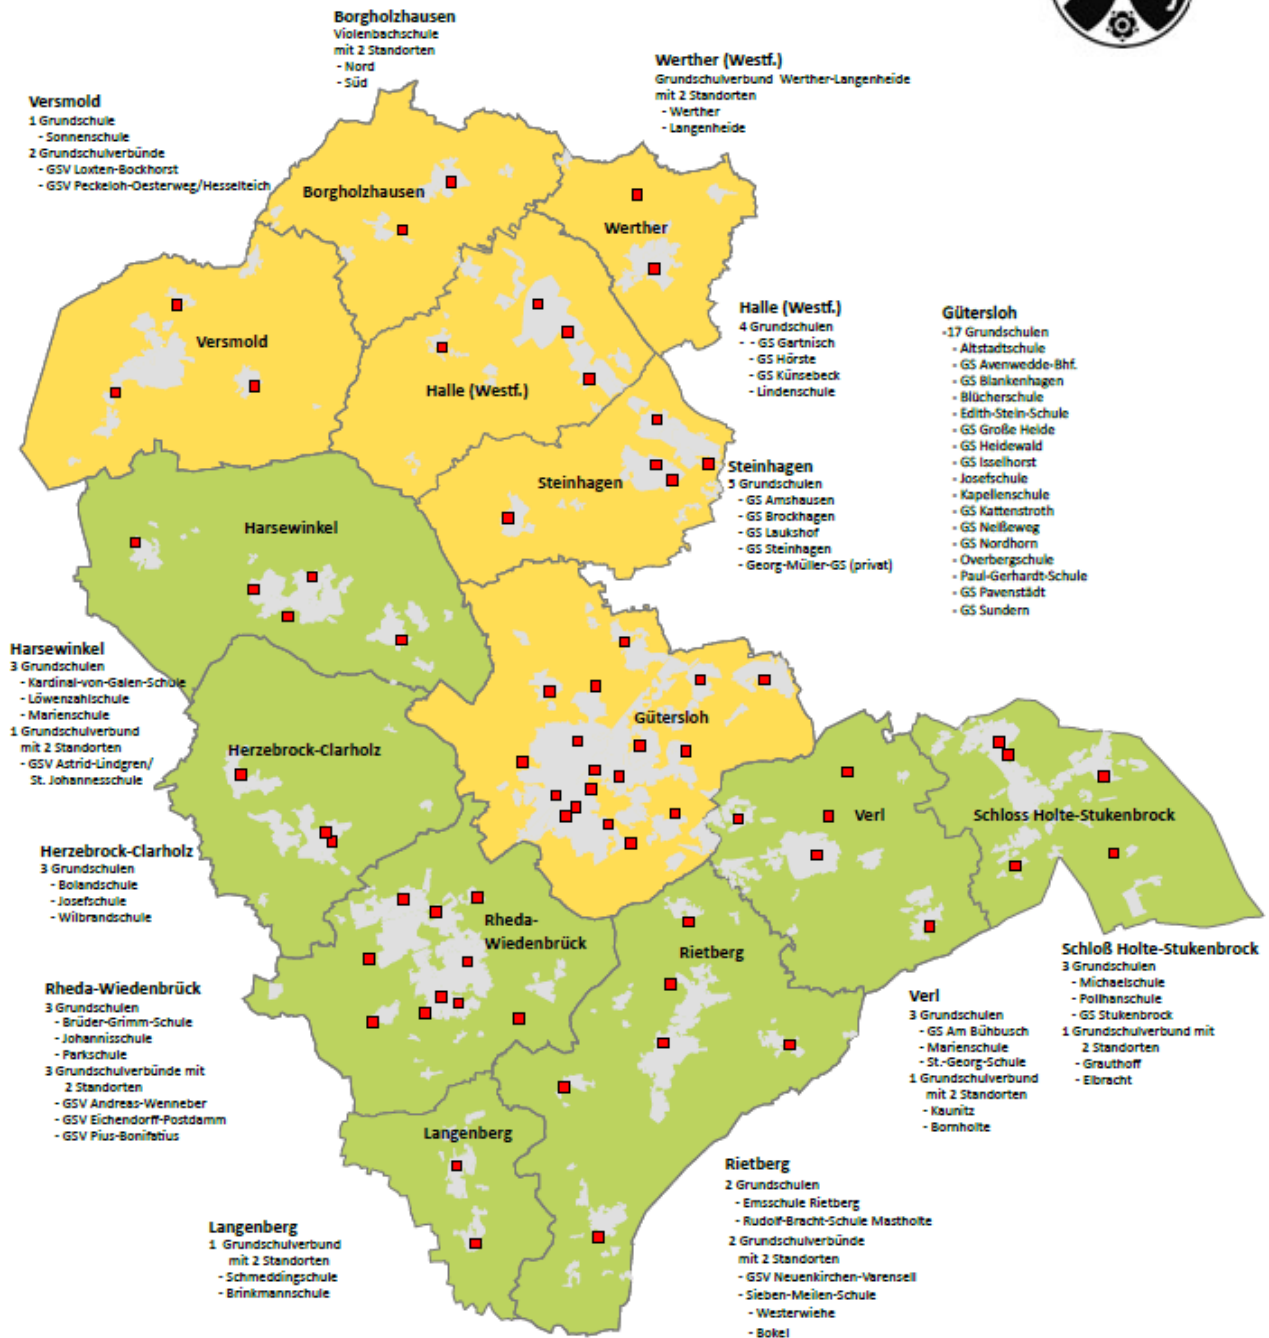 Borgholzhausen
Violenbachschule
mit 2 Standorten
- Nord
- Süd
Werther (Westf.)
Grundschulverbund Werther-Langenheide
mit 2 Standorten
- Werther
- Langenheide
Versmold
1 Grundschule
- Sonnenschule
2 Grundschulverbünde
- GSV Loxten-Bockhorst
- GSV Peckeloh-Oesterweg/Hesselteich
Borgholzhausen
Werther
Versmold
Halle (Westf.)
Halle (Westf.)
4 Grundschulen
- - GS Gartnisch
- GS Hörste
- GS Künsebeck
- Lindenschule
Gütersloh
-17 Grundschulen
- Altstadtschule
- GS Avenwedde-Bhf.
- GS Blankenhagen
- Blücherschule
- Edith-Stein-Schule
- GS Große Heide
- GS Heidewald
- GS Isselhorst
- Josefschule
- Kapellenschule
- GS Kattenstroth
- GS Neißeweg
- GS Nordhorn
- Overbergschule
- Paul-Gerhardt-Schule
- GS Pavenstädt
- GS Sundern
Steinhagen
Steinhagen
5 Grundschulen
- GS Amshausen
- GS Brockhagen
- GS Laukshof
- GS Steinhagen
- Georg-Müller-GS (privat)
Harsewinkel
Harsewinkel
3 Grundschulen
- Kardinal-von-Galen-Schule
- Löwenzahlschule
- Marienschule
1 Grundschulverbund
mit 2 Standorten
- GSV Astrid-Lindgren/
St. Johannesschule
Gütersloh
Herzebrock-Clarholz
Verl
Schloss Holte-Stukenbrock
Herzebrock-Clarholz
3 Grundschulen
- Bolandschule
- Josefschule
- Wilbrandschule
Rheda-
Wiedenbrück
Rietberg
Rheda-Wiedenbrück
3 Grundschulen
- Brüder-Grimm-Schule
- Johannisschule
- Parkschule
3 Grundschulverbünde mit
2 Standorten
- GSV Andreas-Wenneber
- GSV Eichendorff-Postdamm
- GSV Pius-Bonifatius
Verl
3 Grundschulen
- GS Am Bühbusch
- Marienschule
- St.-Georg-Schule
1 Grundschulverbund
mit 2 Standorten
- Kaunitz
- Bornholte
Schloß Holte-Stukenbrock
3 Grundschulen
- Michaelschule
- Pollhanschule
- GS Stukenbrock
1 Grundschulverbund mit
2 Standorten
- Grauthoff
- Elbracht
Langenberg
Langenberg
1 Grundschulverbund
mit 2 Standorten
- Schmeddingschule
- Brinkmannschule
Rietberg
2 Grundschulen
- Emsschule Rietberg
- Rudolf-Bracht-Schule Mastholte
2 Grundschulverbünde
mit 2 Standorten
- GSV Neuenkirchen-Varensell
- Sieben-Meilen-Schule
- Westerwiehe
- Bokel